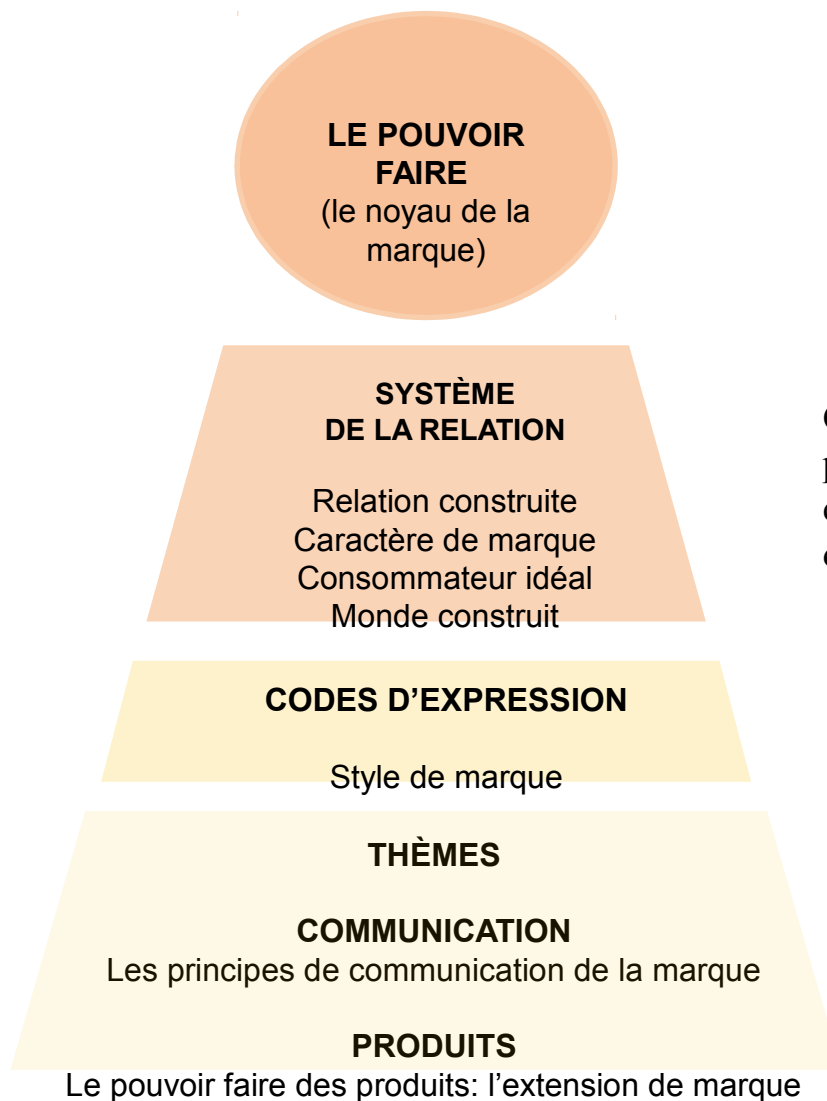 LE POUVOIR
FAIRE
(le noyau de la
marque)
SYSTÈME
DE LA RELATION
Relation construite
Caractère de marque
Consommateur idéal
Monde construit
CODES D’EXPRESSION
Style de marque
THÈMES
COMMUNICATION
Les principes de communication de la marque
PRODUITS
Le pouvoir faire des produits: l’extension de marque